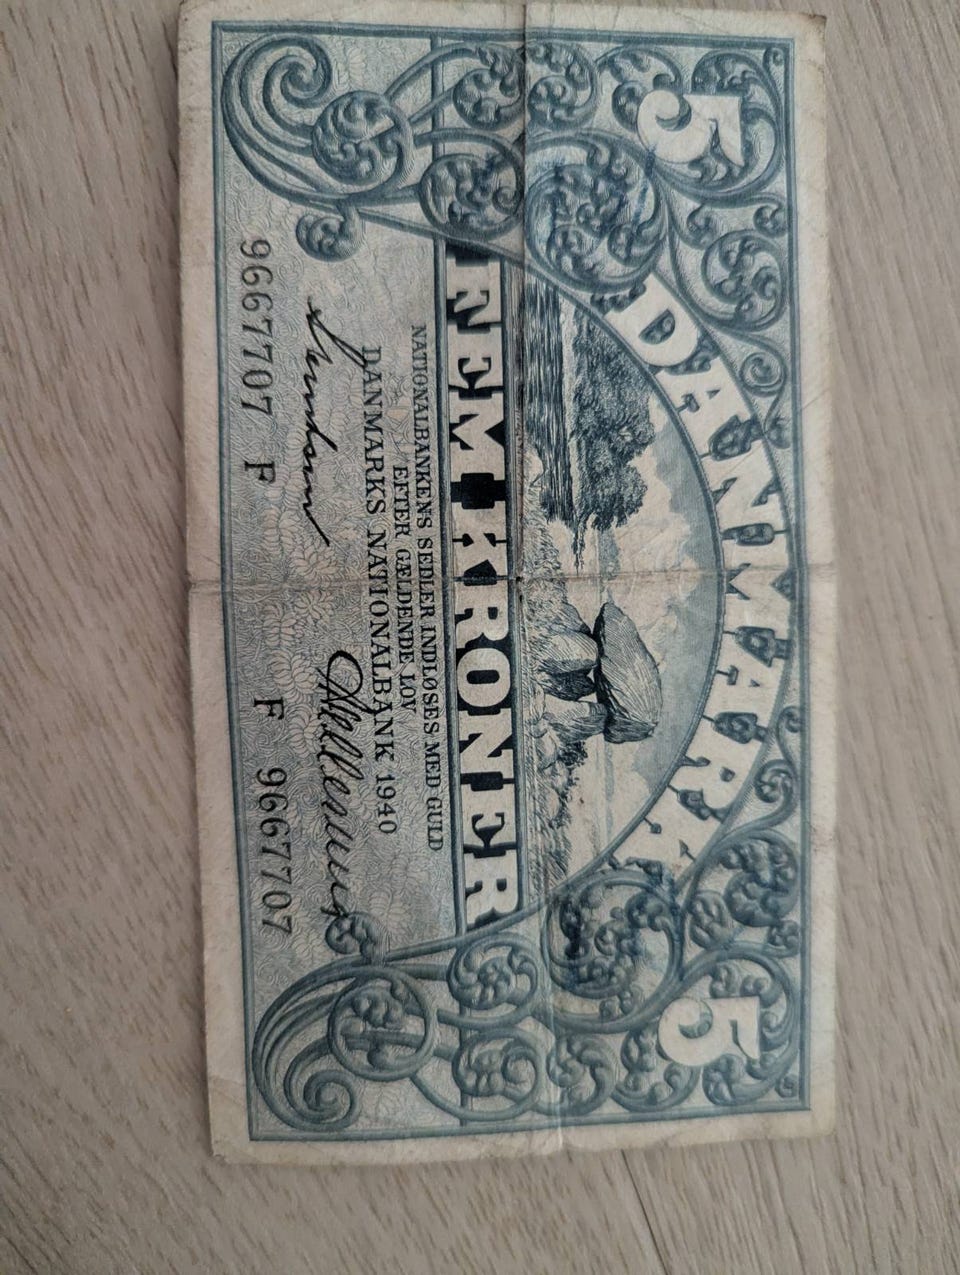 5 5
DANMARK
FEM KRONER
NATIONALBANKENS SEDLER INDLØSES MED GULD
EFTER GÆLDENDE LOV
DANMARKS NATIONALBANK 1940
9667707 F F 9667707